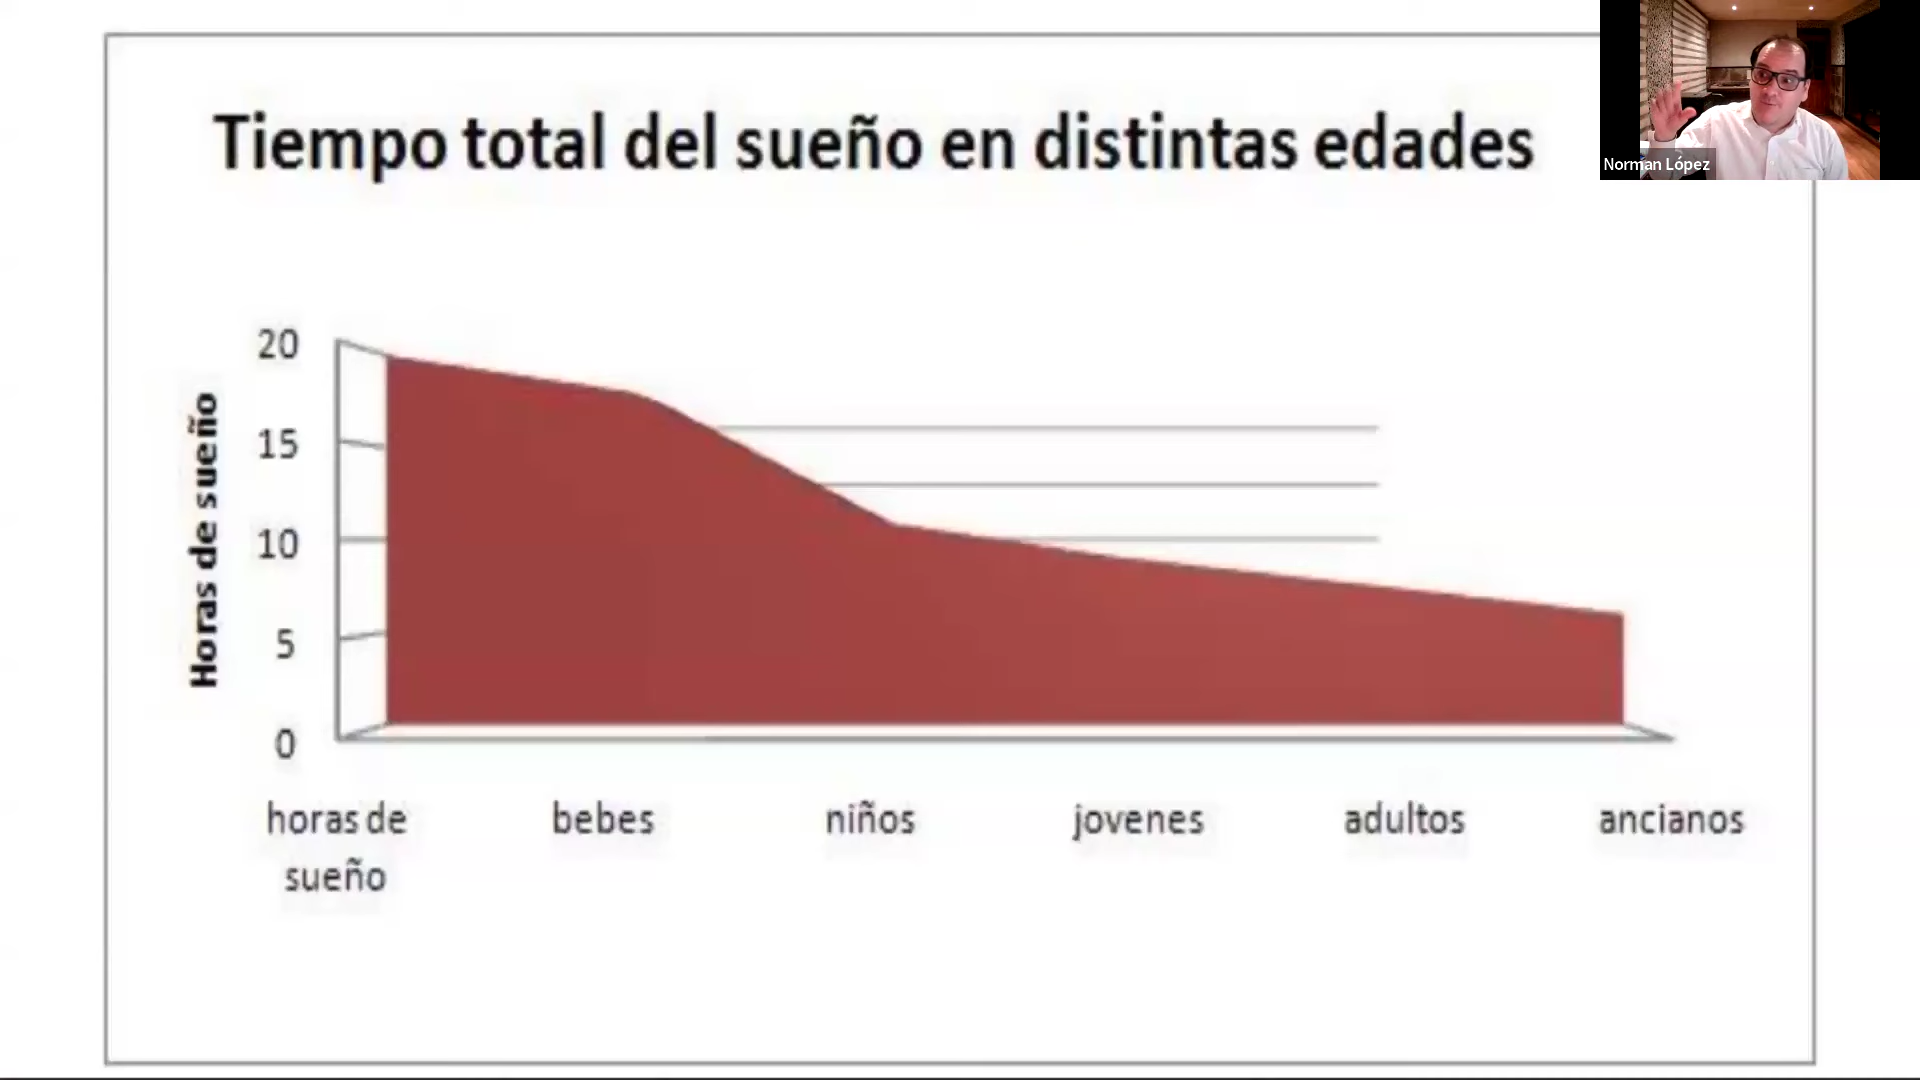 Tiempo total del sueño en distintas edades
Norman López
Horas de sueño
20
15
10
5
0
horas de
sueño
bebes
niños
jovenes
adultos
ancianos